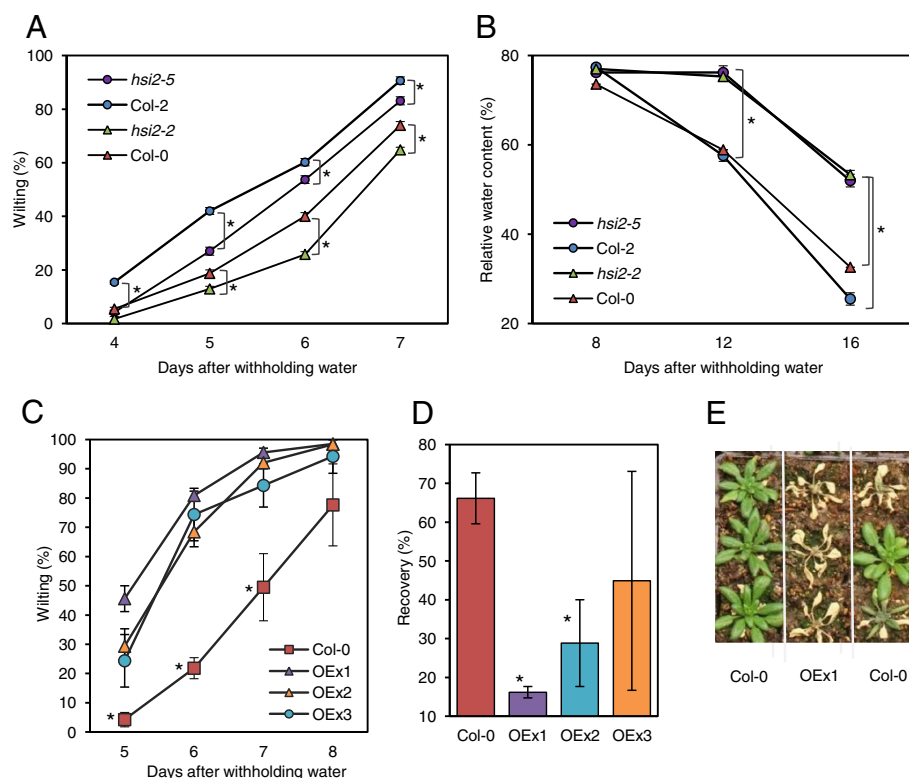 A
100
80
60
40
20
0
Wilting (%)
hsi2-5
Col-2
hsi2-2
Col-0
*
*
*
*
*
*
*
4 5 6 7
Days after withholding water
B
80
60
40
20
Relative water content (%)
*
*
hsi2-5
Col-2
hsi2-2
Col-0
8 12 16
Days after withholding water
C
100
90
80
70
60
50
40
30
20
10
00
Wilting (%)
*
*
*
Col-0
OEx1
OEx2
OEx3
5 6 7 8
Days after withholding water
D
80
70
60
50
40
30
20
10
Recovery (%)
*
*
Col-0 OEx1 OEx2 OEx3
E
Col-0 OEx1 Col-0